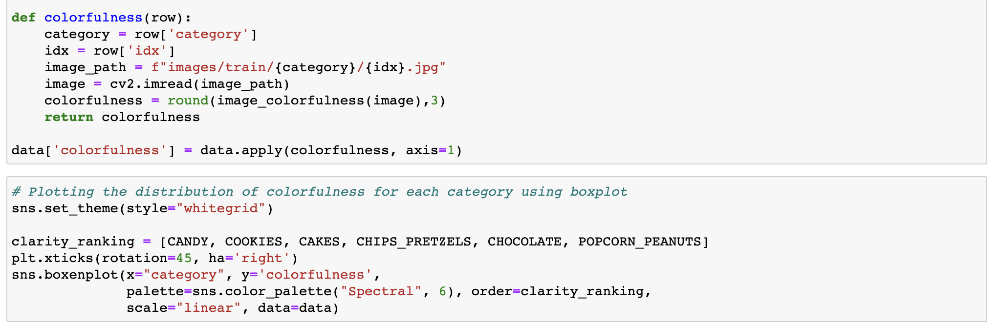 def colorfulness(row):
    category = row['category']
    idx = row['idx']
    image_path = f"images/train/{category}/{idx}.jpg"
    image = cv2.imread(image_path)
    colorfulness = round(image_colorfulness(image),3)
    return colorfulness

data['colorfulness'] = data.apply(colorfulness, axis=1)

# Plotting the distribution of colorfulness for each category using boxplot
sns.set_theme(style="whitegrid")

clarity_ranking = [CANDY, COOKIES, CAKES, CHIPS_PRETZELS, CHOCOLATE, POPCORN_PEANUTS]
plt.xticks(rotation=45, ha='right')
sns.boxenplot(x="category", y='colorfulness',
              palette=sns.color_palette("Spectral", 6), order=clarity_ranking,
              scale="linear", data=data)